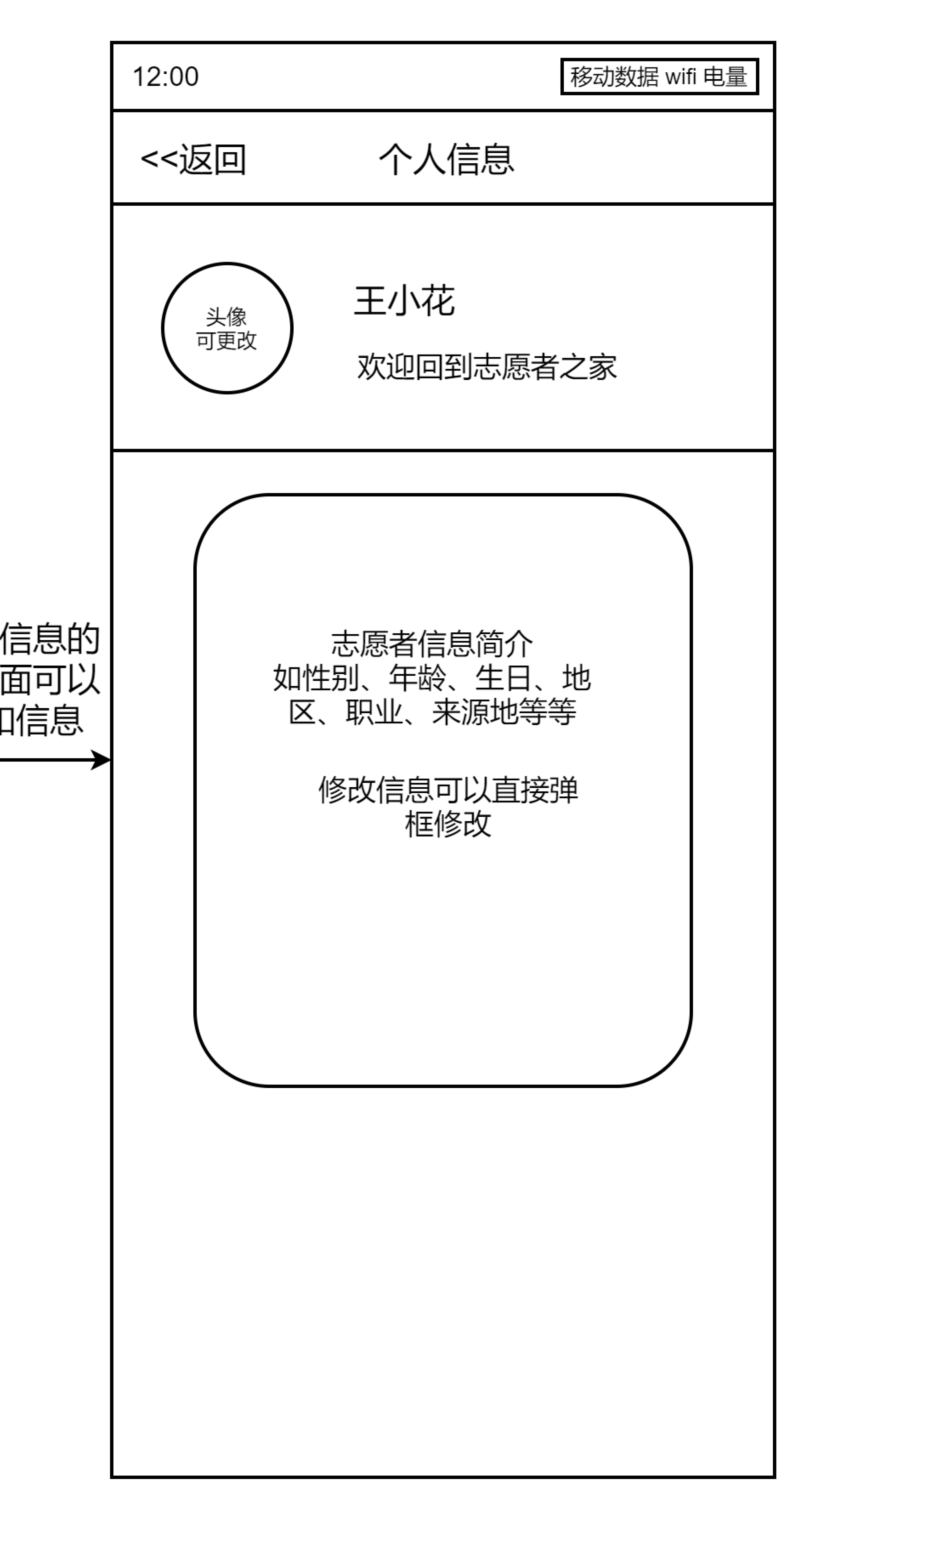 12:00
移动数据 wifi 电量
<<返回
个人信息
头像
可更改
王小花
欢迎回到志愿者之家
信息的
面可以
信息
志愿者信息简介
如性别、年龄、生日、地
区、职业、来源地等等
修改信息可以直接弹
框修改